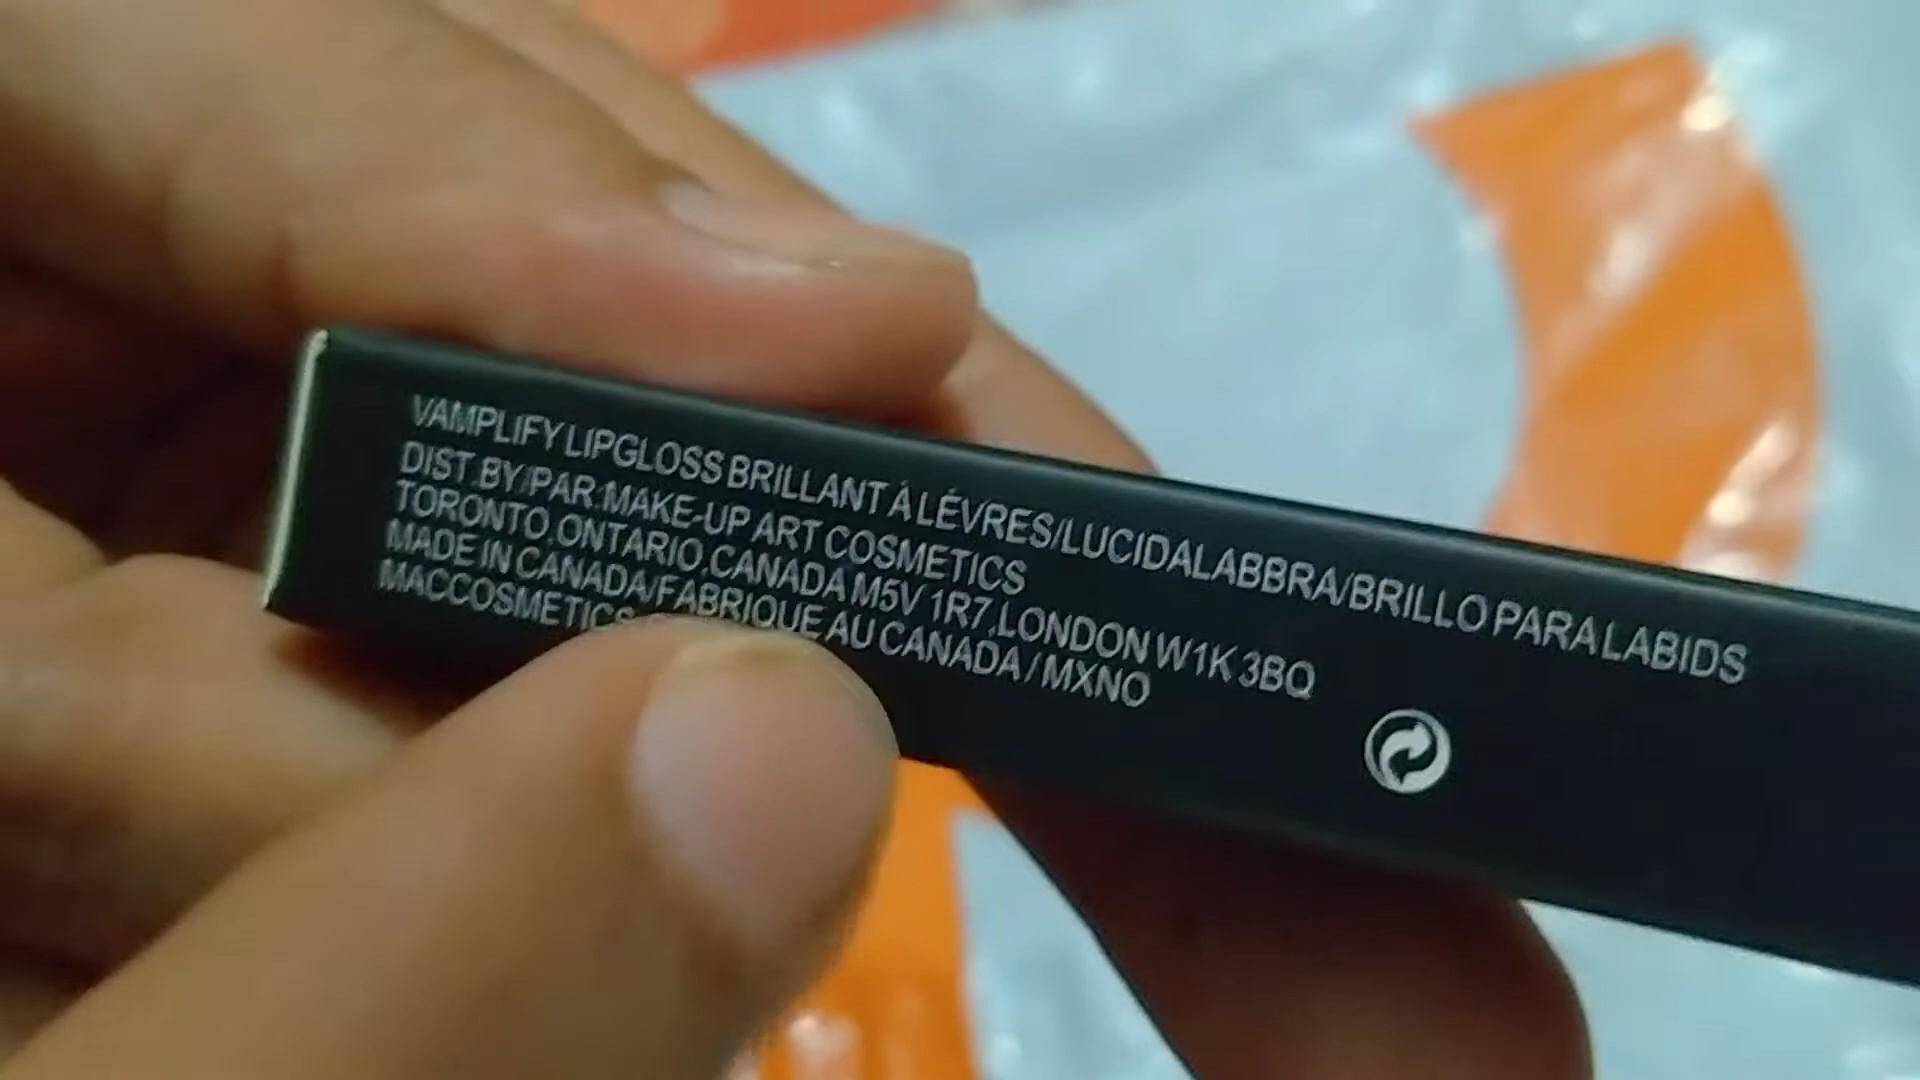 VAMPLIFY LIPGLOSS BRILLANT À LÉVRES/LUCIDALABBRA/BRILLO PARA LABIDS
DIST.BY/PAR:MAKE-UP ART COSMETICS
TORONTO,ONTARIO,CANADA M5V 1R7,LONDON W1K 3BQ
MADE IN CANADA/FABRIQUE AU CANADA / MXNO
MACCOSMETICS